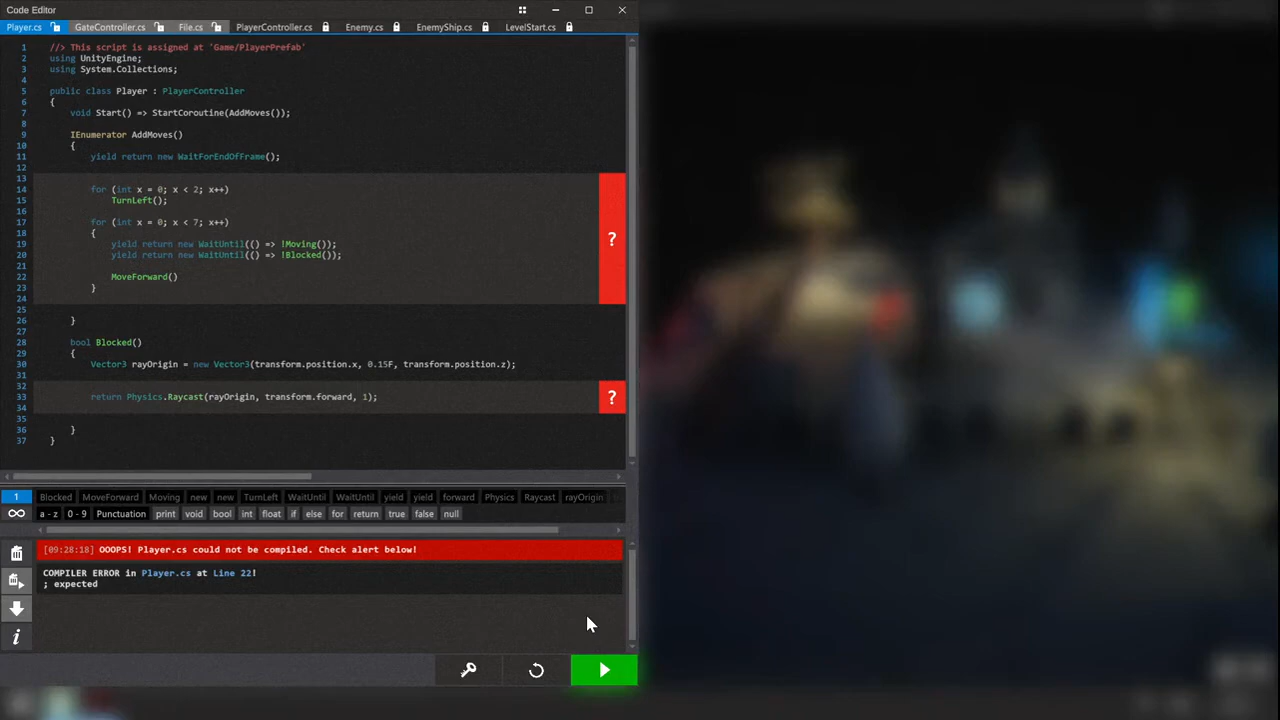 Code Editor
Player.cs GateController.cs File.cs PlayerController.cs Enemy.cs EnemyShip.cs LevelStart.cs
1 //> This script is assigned at 'Game/PlayerPrefab'
2 using UnityEngine;
3 using System.Collections;
4
5 public class Player : PlayerController
6 {
7 void Start() => StartCoroutine(AddMoves());
8
9 IEnumerator AddMoves()
10 {
11 yield return new WaitForEndOfFrame();
12
13
14 for (int x = 0; x < 2; x++)
15 TurnLeft();
16
17 for (int x = 0; x < 7; x++)
18 {
19 yield return new WaitUntil(() => !Moving());
20 yield return new WaitUntil(() => !Blocked());
21
22 MoveForward()
23 }
24
25
26 }
27
28 bool Blocked()
29 {
30 Vector3 rayOrigin = new Vector3(transform.position.x, 0.15F, transform.position.z);
31
32
33 return Physics.Raycast(rayOrigin, transform.forward, 1);
34
35
36 }
37 }
?
?
1 Blocked MoveForward Moving new new TurnLeft WaitUntil WaitUntil yield yield forward Physics Raycast rayOrigin
∞ a - z 0 - 9 Punctuation print void bool int float if else for return true false null
[09:28:18] OOOPS! Player.cs could not be compiled. Check alert below!
COMPILER ERROR in Player.cs at Line 22!
; expected
i